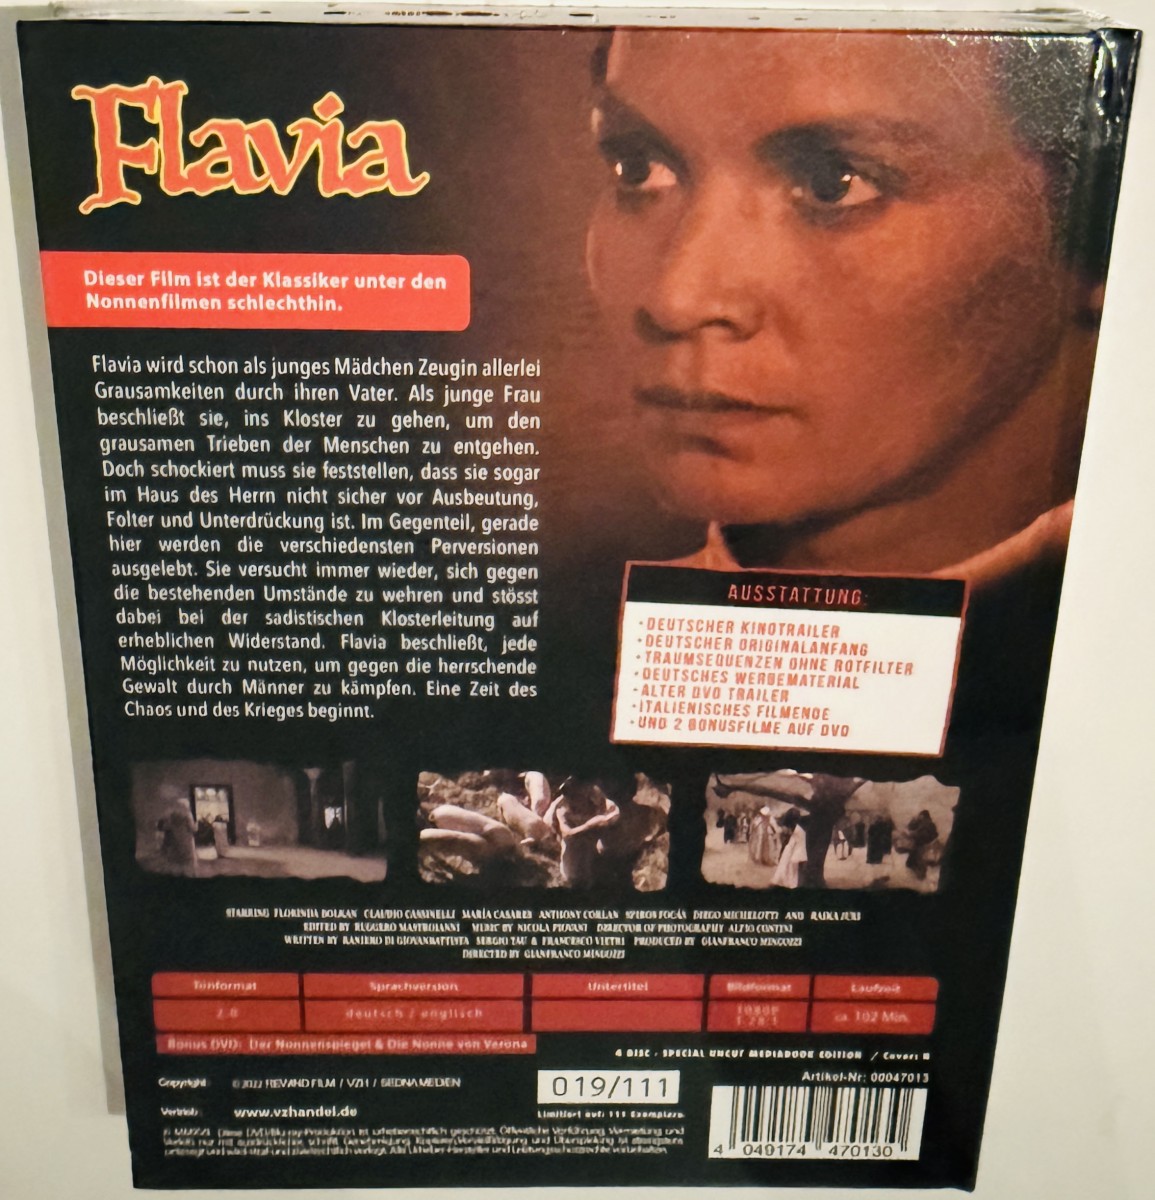 Flavia
Dieser Film ist der Klassiker unter den
Nonnenfilmen schlechthin.
Flavia wird schon als junges Mädchen Zeugin allerlei
Grausamkeiten durch ihren Vater. Als junge Frau
beschließt sie, ins Kloster zu gehen, um den
grausamen Trieben der Menschen zu entgehen.
Doch schockiert muss sie feststellen, dass sie sogar
im Haus des Herrn nicht sicher vor Ausbeutung,
Folter und Unterdrückung ist. Im Gegenteil, gerade
hier werden die verschiedensten Perversionen
ausgelebt. Sie versucht immer wieder, sich gegen
die bestehenden Umstände zu wehren und stösst
dabei bei der sadistischen Klosterleitung auf
erheblichen Widerstand. Flavia beschließt, jede
Möglichkeit zu nutzen, um gegen die herrschende
Gewalt durch Männer zu kämpfen. Eine Zeit des
Chaos und des Krieges beginnt.
AUSSTATTUNG:
· DEUTSCHER KINOTRAILER
· DEUTSCHER ORIGINALANFANG
· TRAUMSEQUENZEN OHNE ROTFILTER
· DEUTSCHES WERBEMATERIAL
· ALTER DVD TRAILER
· ITALIENISCHES FILMENDE
· UND 2 BONUSFILME AUF DVD
STARRING FLORINDA BOLKAN CLAUDIO CASSINELLI MARÍA CASARES ANTHONY CORLAN SPIROS FOCÁS DIEGO MICHELOTTI AND RAIKA JURI
EDITED BY RUGGERO MASTROIANNI MUSIC BY NICOLA PIOVANI DIRECTOR OF PHOTOGRAPHY ALFIO CONTINI
WRITTEN BY RANIERO DI GIOVANBATTISTA SERGIO TAU & FRANCESCO VIETRI PRODUCED BY GIANFRANCO MINGOZZI
DIRECTED BY GIANFRANCO MINGOZZI
Tonformat Sprachversion Untertitel Bildformat Laufzeit
2.0 deutsch / englisch 1080P ca. 102 Min.
Bonus DVD: Der Nonnenspiegel & Die Nonne von Verona
4 DISC - SPECIAL UNCUT MEDIABOOK EDITION / Cover: B
Artikel-Nr: 00047013
Copyright: © 2022 / VZH /
019/111
Vertrieb: www.vzhandel.de
Limitiert auf: 111 Exemplare
4 049174 470130